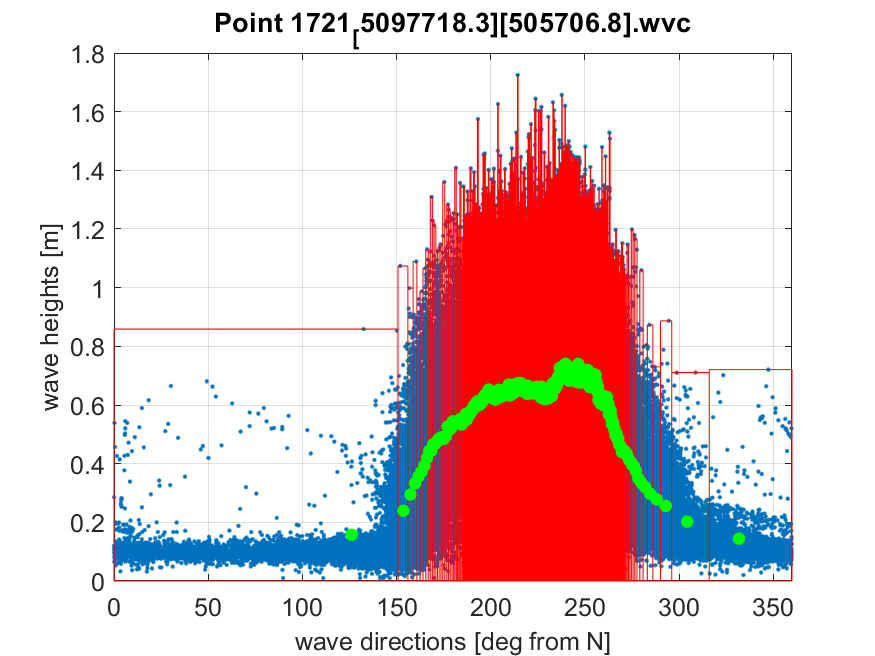 Point 1721[5097718.3][505706.8].wvc
1.8
1.6
1.4
1.2
1
0.8
0.6
0.4
0.2
0
wave heights [m]
0 50 100 150 200 250 300 350
wave directions [deg from N]